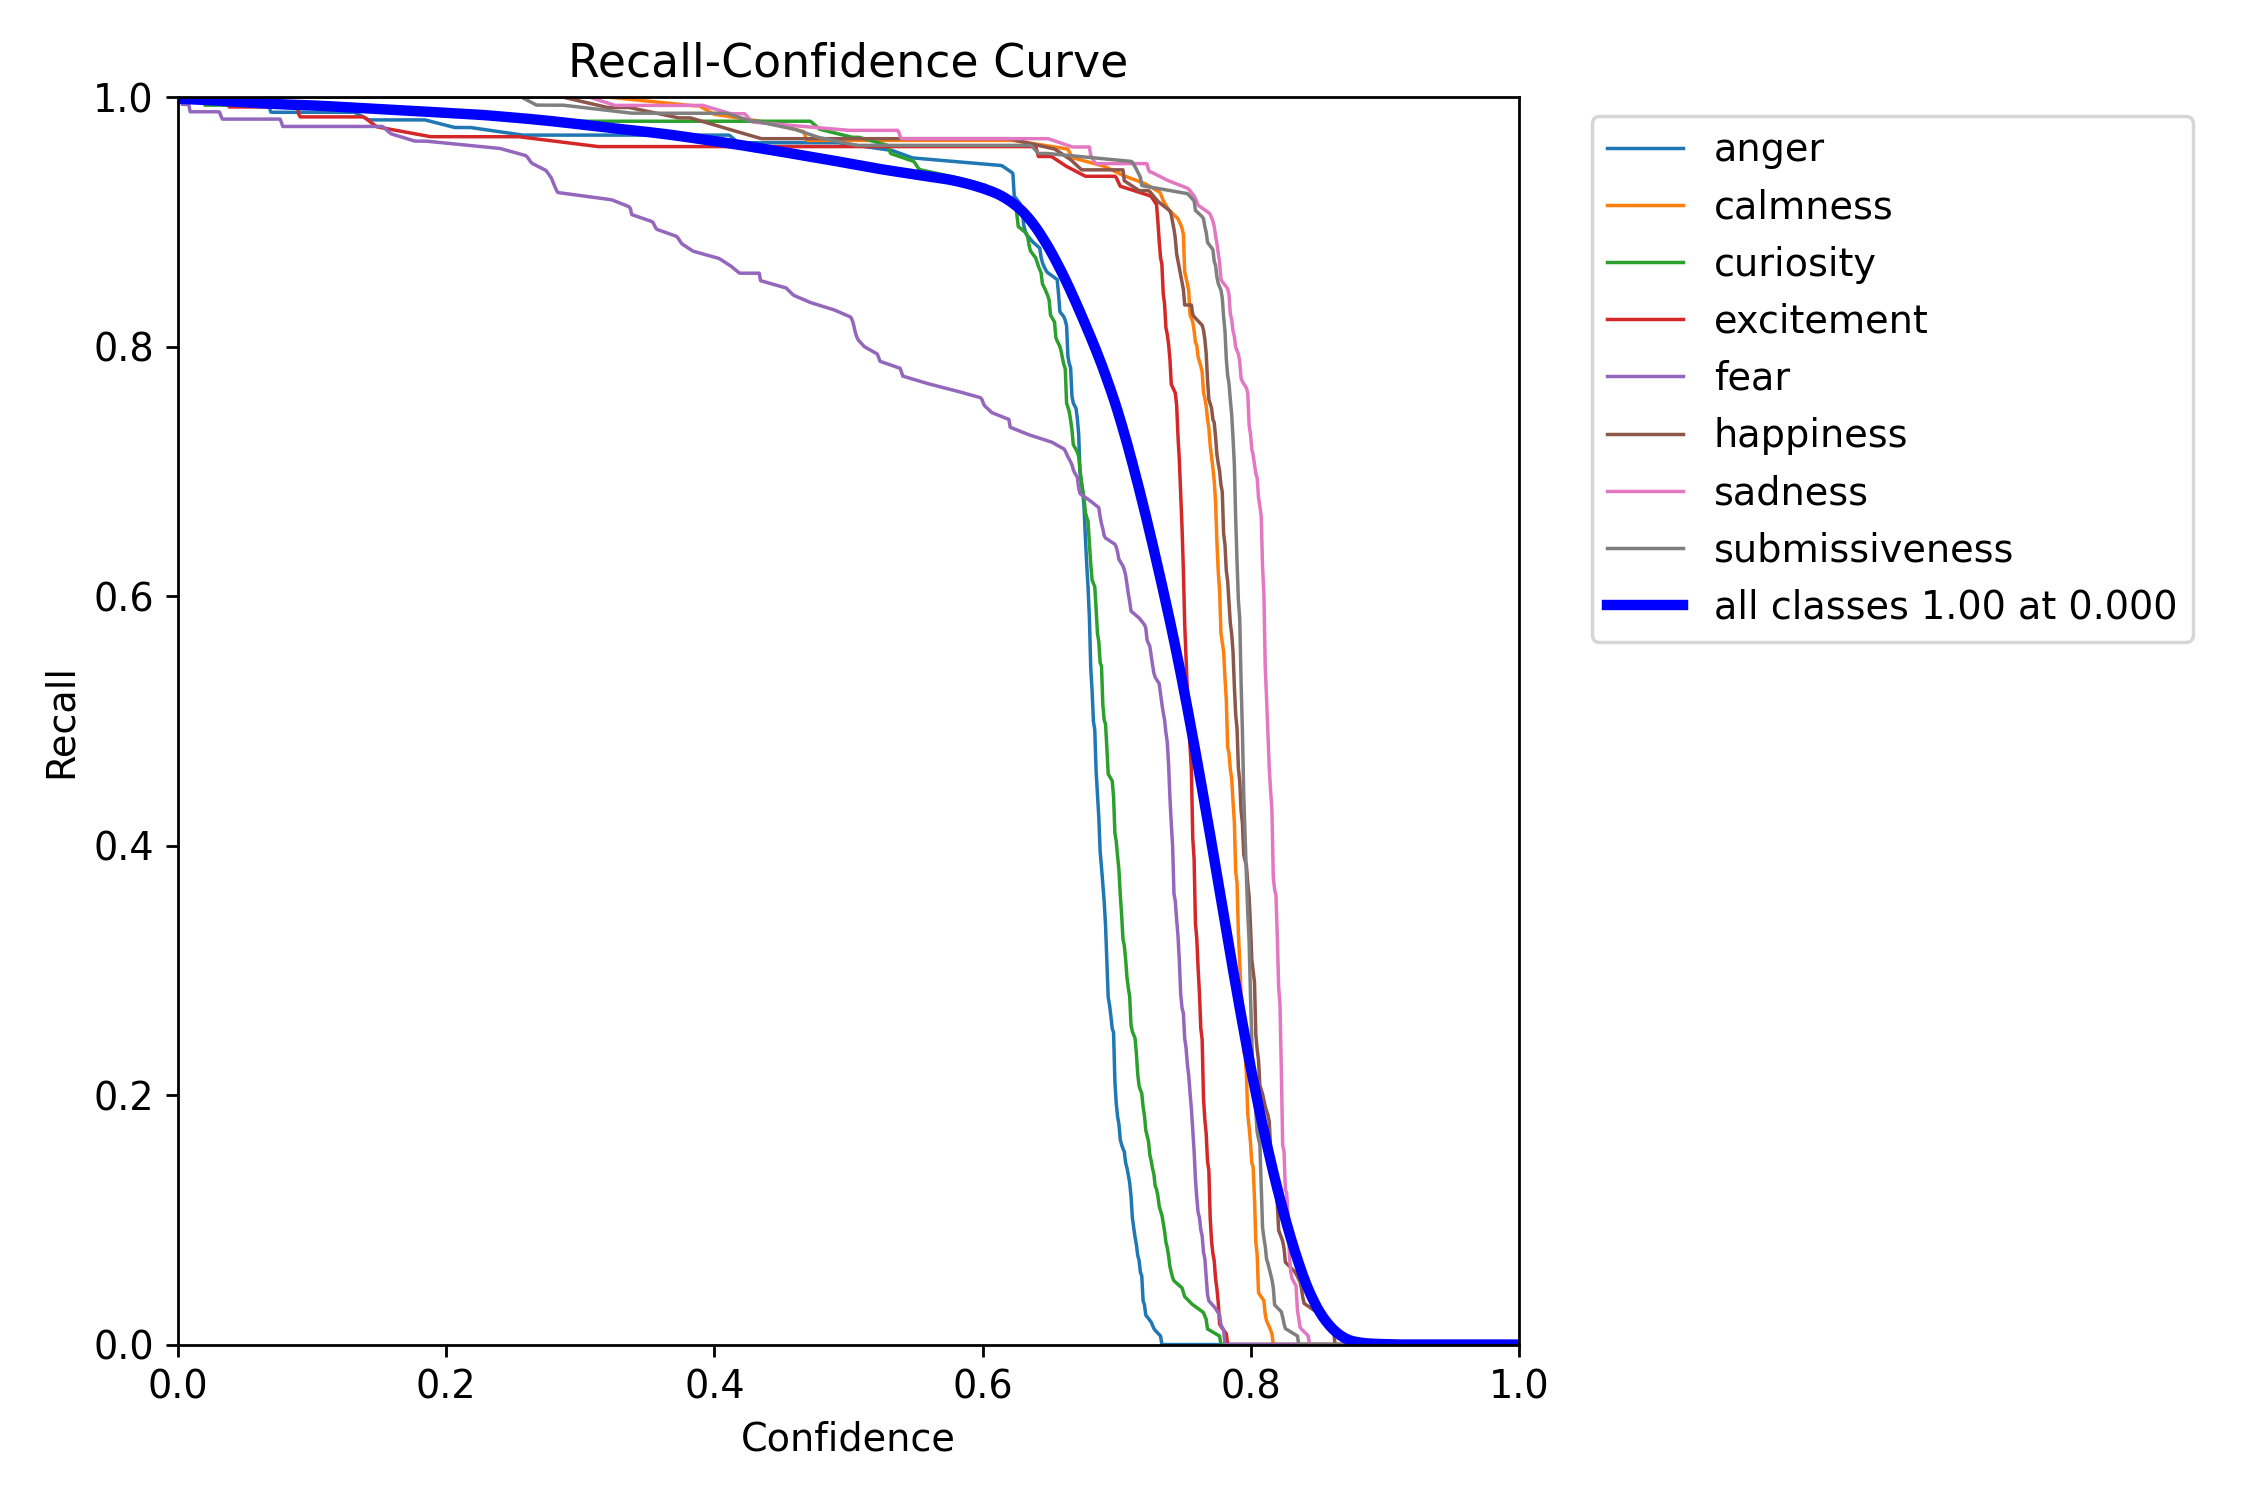 Recall-Confidence Curve
1.0
0.8
0.6
0.4
0.2
0.0
Recall
0.0 0.2 0.4 0.6 0.8 1.0
Confidence
anger
calmness
curiosity
excitement
fear
happiness
sadness
submissiveness
all classes 1.00 at 0.000